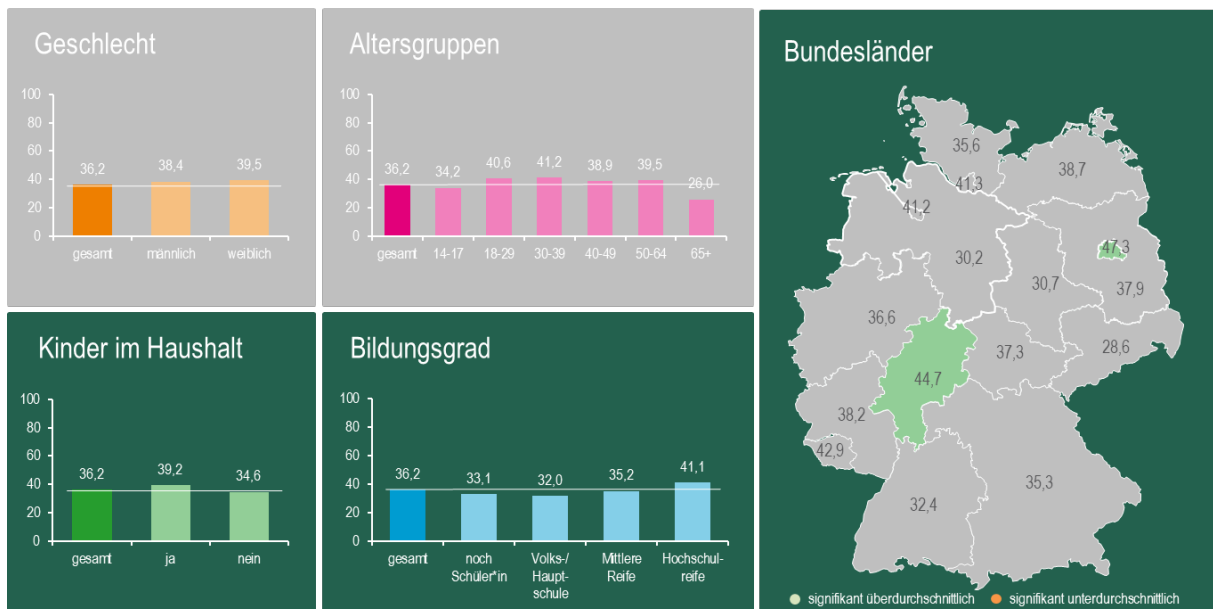 Geschlecht
100
80
60
40
20
0
36,2
38,4
39,5
gesamt
männlich
weiblich
Altersgruppen
100
80
60
40
20
0
36,2
34,2
40,6
41,2
38,9
39,5
26,0
gesamt
14-17
18-29
30-39
40-49
50-64
65+
Kinder im Haushalt
100
80
60
40
20
0
36,2
39,2
34,6
gesamt
ja
nein
Bildungsgrad
100
80
60
40
20
0
36,2
33,1
32,0
35,2
41,1
gesamt
noch
Schüler*in
Volks-/
Haupt-
schule
Mittlere
Reife
Hochschul-
reife
Bundesländer
35,6
38,7
41,3
41,2
47,3
30,2
30,7
37,9
36,6
37,3
28,6
44,7
38,2
42,9
35,3
32,4
signifikant überdurchschnittlich
signifikant unterdurchschnittlich